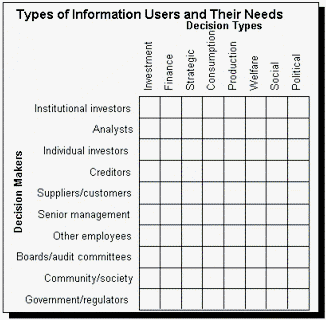 Types of Information Users and Their Needs
Decision Types
Investment
Finance
Strategic
Consumption
Production
Welfare
Social
Political
Decision Makers
Institutional investors
Analysts
Individual investors
Creditors
Suppliers/customers
Senior management
Other employees
Boards/audit committees
Community/society
Government/regulators